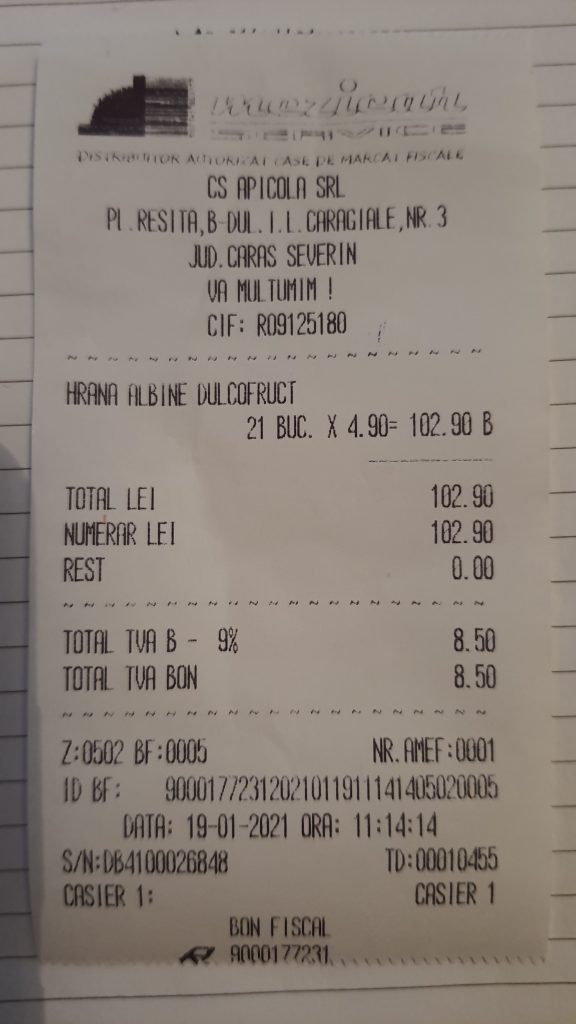 SERVICE
DISTRIBUITOR AUTORIZAT CASE DE MARCAT FISCALE
CS APICOLA SRL
PL.RESITA,B-DUL.I.L.CARAGIALE,NR.3
JUD.CARAS SEVERIN
VA MULTUMIM !
CIF: RO9125180
HRANA ALBINE DULCOFRUCT
21 BUC. X 4.90= 102.90 B
TOTAL LEI 102.90
NUMERAR LEI 102.90
REST 0.00
TOTAL TVA B - 9% 8.50
TOTAL TVA BON 8.50
Z:0502 BF:0005 NR.AMEF:0001
ID BF: 90001772312021011911141405020005
DATA: 19-01-2021 ORA: 11:14:14
S/N:DB4100026848 TD:00010455
CASIER 1: CASIER 1
BON FISCAL
9000177231